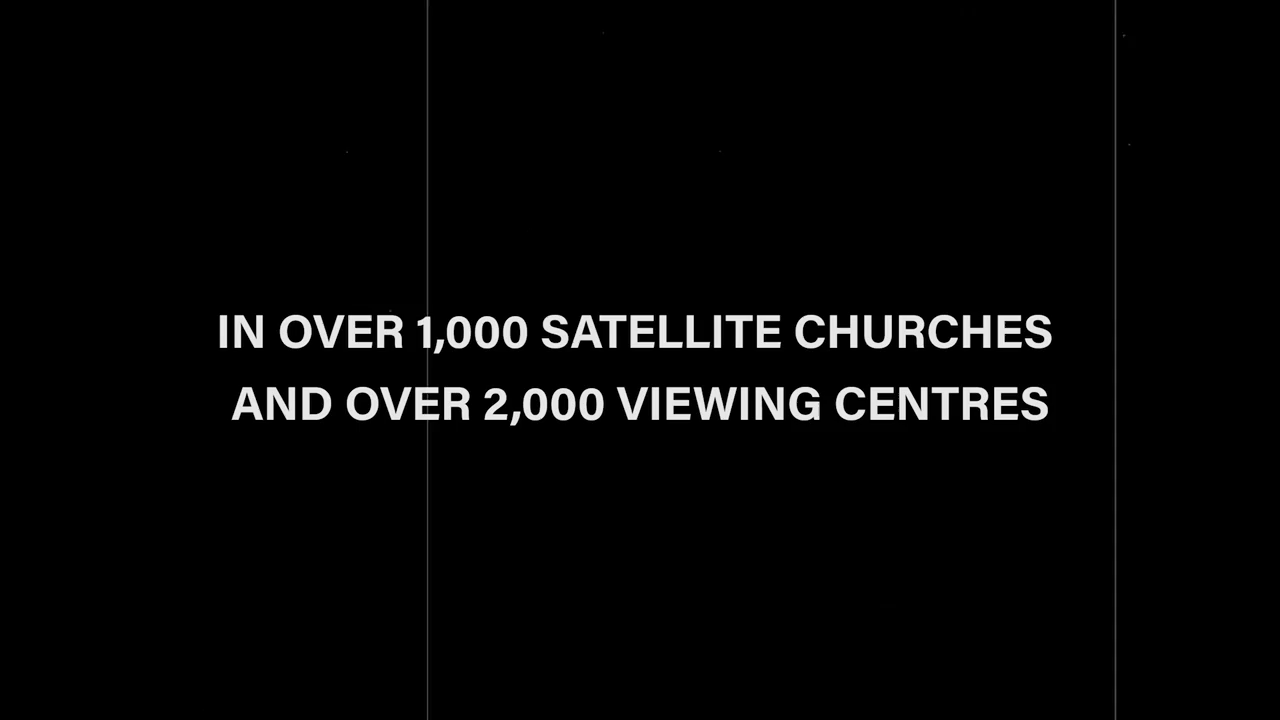 IN OVER 1,000 SATELLITE CHURCHES
AND OVER 2,000 VIEWING CENTRES